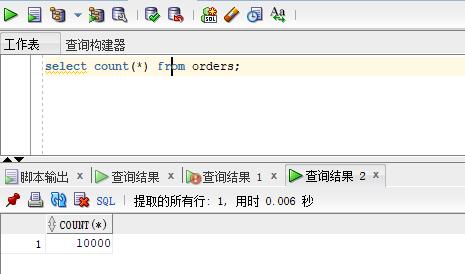 SQL
Aa
工作表 查询构建器
select count(*) from orders;
脚本输出 × 查询结果 × 查询结果 1 × 查询结果 2 ×
SQL | 提取的所有行: 1, 用时 0.006 秒
COUNT(*)
1 10000